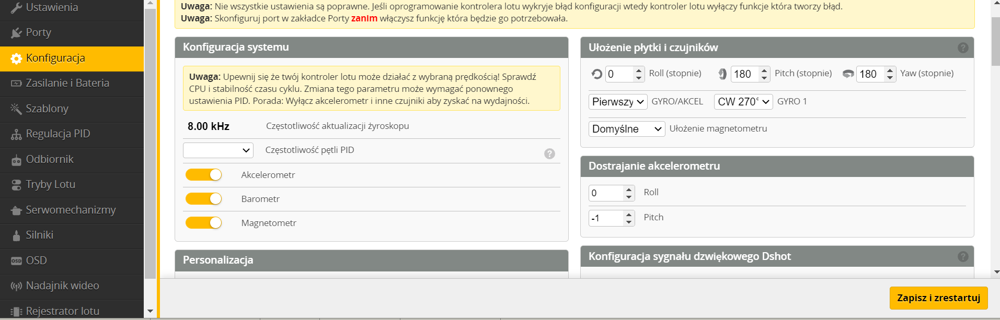 Ustawienia
Porty
Konfiguracja
Zasilanie i Bateria
Szablony
Regulacja PID
Odbiornik
Tryby Lotu
Serwomechanizmy
Silniki
OSD OSD
Nadajnik wideo
Rejestrator lotu
Uwaga: Nie wszystkie ustawienia są poprawne. Jeśli oprogramowanie kontrolera lotu wykryje błąd konfiguracji wtedy kontroler lotu wyłączy funkcje która tworzy błąd.
Uwaga: Skonfiguruj port w zakładce Porty zanim włączysz funkcję która będzie go potrzebowała.
Konfiguracja systemu
Uwaga: Upewnij się że twój kontroler lotu może działać z wybraną prędkością! Sprawdź
CPU i stabilność czasu cyklu. Zmiana tego parametru może wymagać ponownego
ustawienia PID. Porada: Wyłącz akcelerometr i inne czujniki aby zyskać na wydajności.
8.00 kHz Częstotliwość aktualizacji żyroskopu
Częstotliwość pętli PID ?
Akcelerometr
Barometr
Magnetometr
Personalizacja
Ułożenie płytki i czujników ?
0 Roll (stopnie) 180 Pitch (stopnie) 180 Yaw (stopnie)
Pierwszy GYRO/AKCEL CW 270° GYRO 1
Domyślne Ułożenie magnetometru
Dostrajanie akcelerometru
0 Roll
-1 Pitch
Konfiguracja sygnału dzwiękowego Dshot ?
Zapisz i zrestartuj